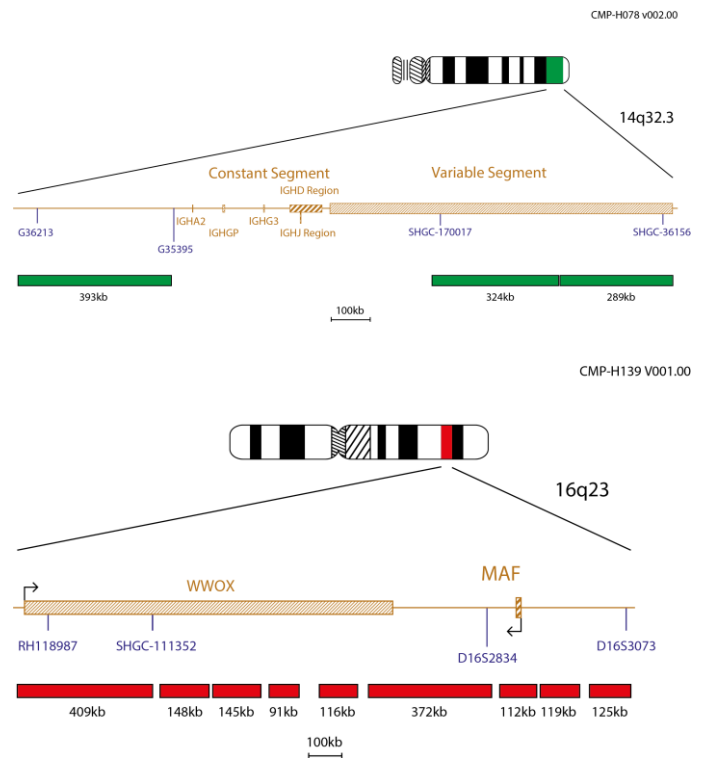 CMP-H078 v002.00
14q32.3
Constant Segment Variable Segment
IGHD Region
G36213 IGHA2 IGHG3 SHGC-170017 SHGC-36156
IGHGP IGHJ Region
G35395
393kb 324kb 289kb
100kb
CMP-H139 V001.00
16q23
WWOX MAF
RH118987 SHGC-111352 D16S2834 D16S3073
409kb 148kb 145kb 91kb 116kb 372kb 112kb 119kb 125kb
100kb